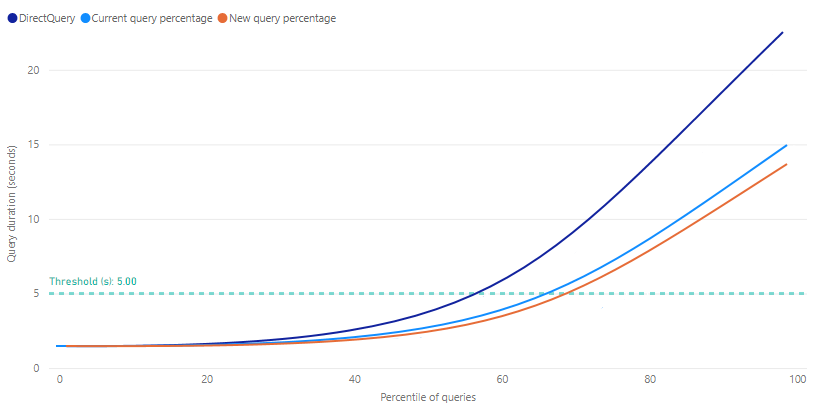 DirectQuery Current query percentage New query percentage
Query duration (seconds)
20
15
10
5
0
Threshold (s): 5.00
0 20 40 60 80 100
Percentile of queries